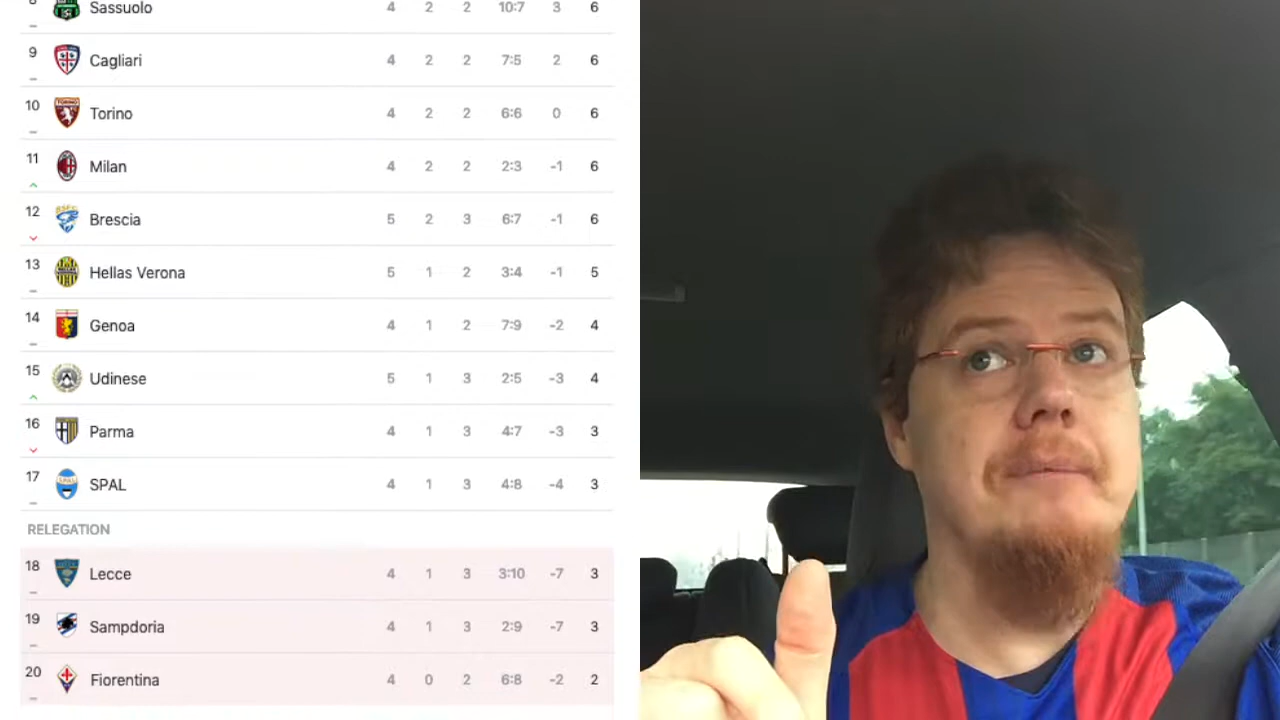 8 Sassuolo 4 2 2 10:7 3 6
9 Cagliari 4 2 2 7:5 2 6
10 Torino 4 2 2 6:6 0 6
11 Milan 4 2 2 2:3 -1 6
12 Brescia 5 2 3 6:7 -1 6
13 Hellas Verona 5 1 2 3:4 -1 5
14 Genoa 4 1 2 7:9 -2 4
15 Udinese 5 1 3 2:5 -3 4
16 Parma 4 1 3 4:7 -3 3
17 SPAL 4 1 3 4:8 -4 3
RELEGATION
18 Lecce 4 1 3 3:10 -7 3
19 Sampdoria 4 1 3 2:9 -7 3
20 Fiorentina 4 0 2 6:8 -2 2